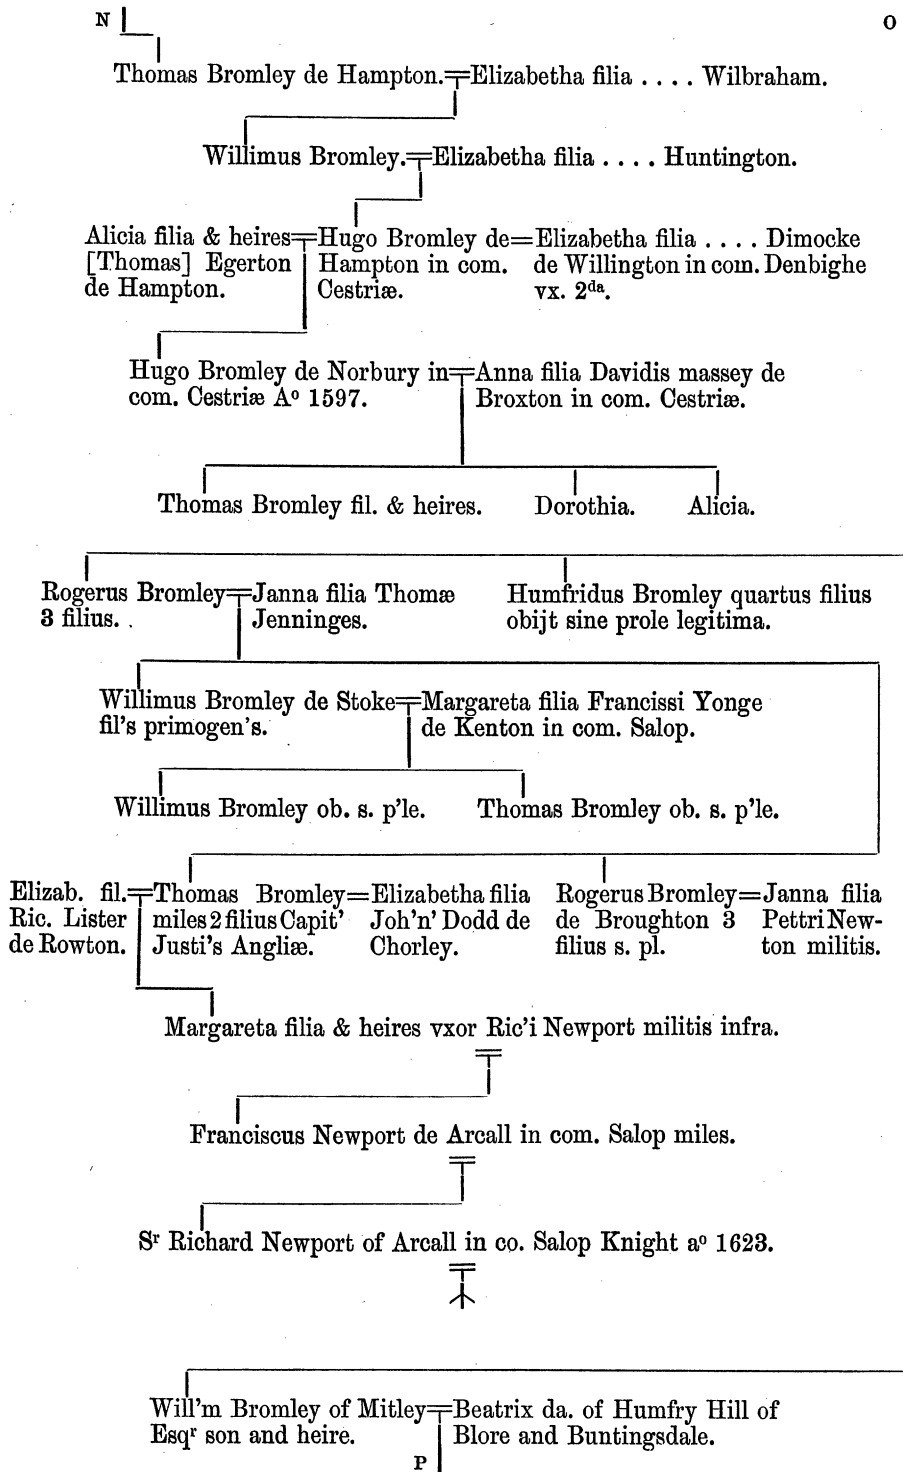 N O
Thomas Bromley de Hampton.=Elizabetha filia .... Wilbraham.
Willimus Bromley.=Elizabetha filia .... Huntington.
Alicia filia & heires=Hugo Bromley de=Elizabetha filia .... Dimocke
[Thomas] Egerton Hampton in com. de Willington in com. Denbighe
de Hampton. Cestriæ. vx. 2da.
Hugo Bromley de Norbury in=Anna filia Davidis massey de
com. Cestriæ Ao 1597. Broxton in com. Cestriæ.
Thomas Bromley fil. & heires. Dorothia. Alicia.
Rogerus Bromley=Janna filia Thomæ Humfridus Bromley quartus filius
3 filius. Jenninges. obijt sine prole legitima.
Willimus Bromley de Stoke=Margareta filia Francissi Yonge
fil's primogen's. de Kenton in com. Salop.
Willimus Bromley ob. s. p'le. Thomas Bromley ob. s. p'le.
Elizab. fil.=Thomas Bromley=Elizabetha filia Rogerus Bromley=Janna filia
Ric. Lister miles 2 filius Capit' Joh'n' Dodd de de Broughton 3 Pettri New-
de Rowton. Justi's Angliæ. Chorley. filius s. pl. ton militis.
Margareta filia & heires vxor Ric'i Newport militis infra.
Franciscus Newport de Arcall in com. Salop miles.
Sr Richard Newport of Arcall in co. Salop Knight ao 1623.
Will'm Bromley of Mitley=Beatrix da. of Humfry Hill of
Esqr son and heire. Blore and Buntingsdale.
P